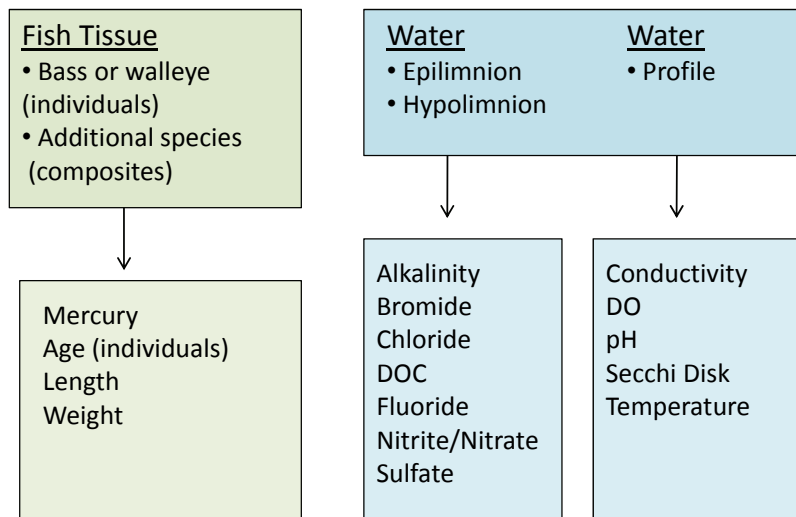 Fish Tissue
• Bass or walleye
(individuals)
• Additional species
(composites)
Water
• Epilimnion
• Hypolimnion
Water
• Profile
Mercury
Age (individuals)
Length
Weight
Alkalinity
Bromide
Chloride
DOC
Fluoride
Nitrite/Nitrate
Sulfate
Conductivity
DO
pH
Secchi Disk
Temperature